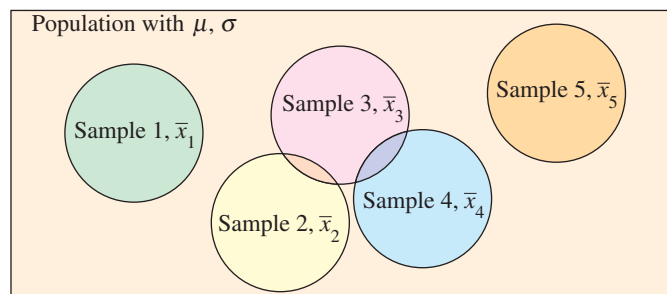 Population with μ, σ
Sample 1, x̅₁
Sample 2, x̅₂
Sample 3, x̅₃
Sample 4, x̅₄
Sample 5, x̅₅